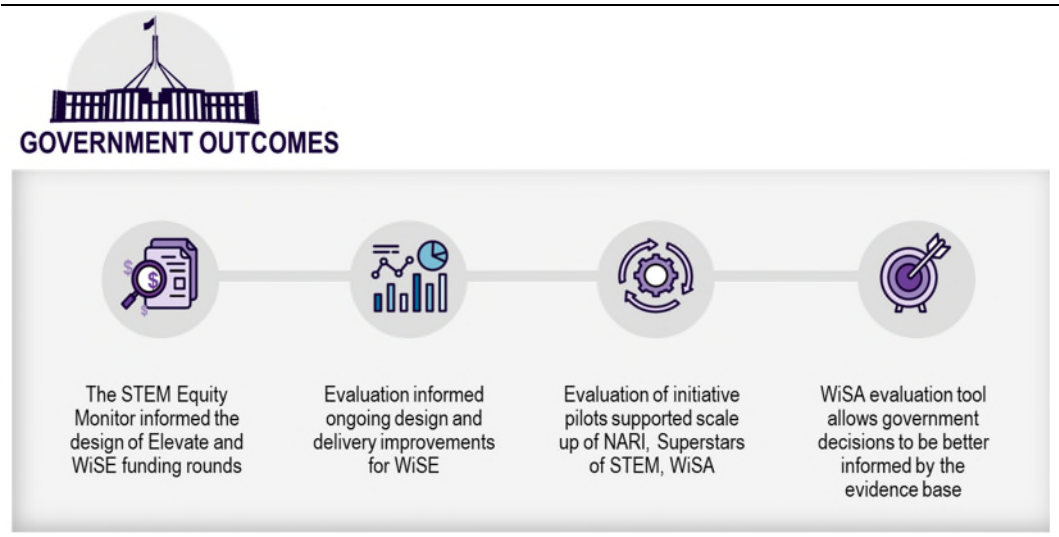 GOVERNMENT OUTCOMES
$
$
$
The STEM Equity
Monitor informed the
design of Elevate and
WiSE funding rounds
Evaluation informed
ongoing design and
delivery improvements
for WiSE
Evaluation of initiative
pilots supported scale
up of NARI, Superstars
of STEM, WiSA
WiSA evaluation tool
allows government
decisions to be better
informed by the
evidence base